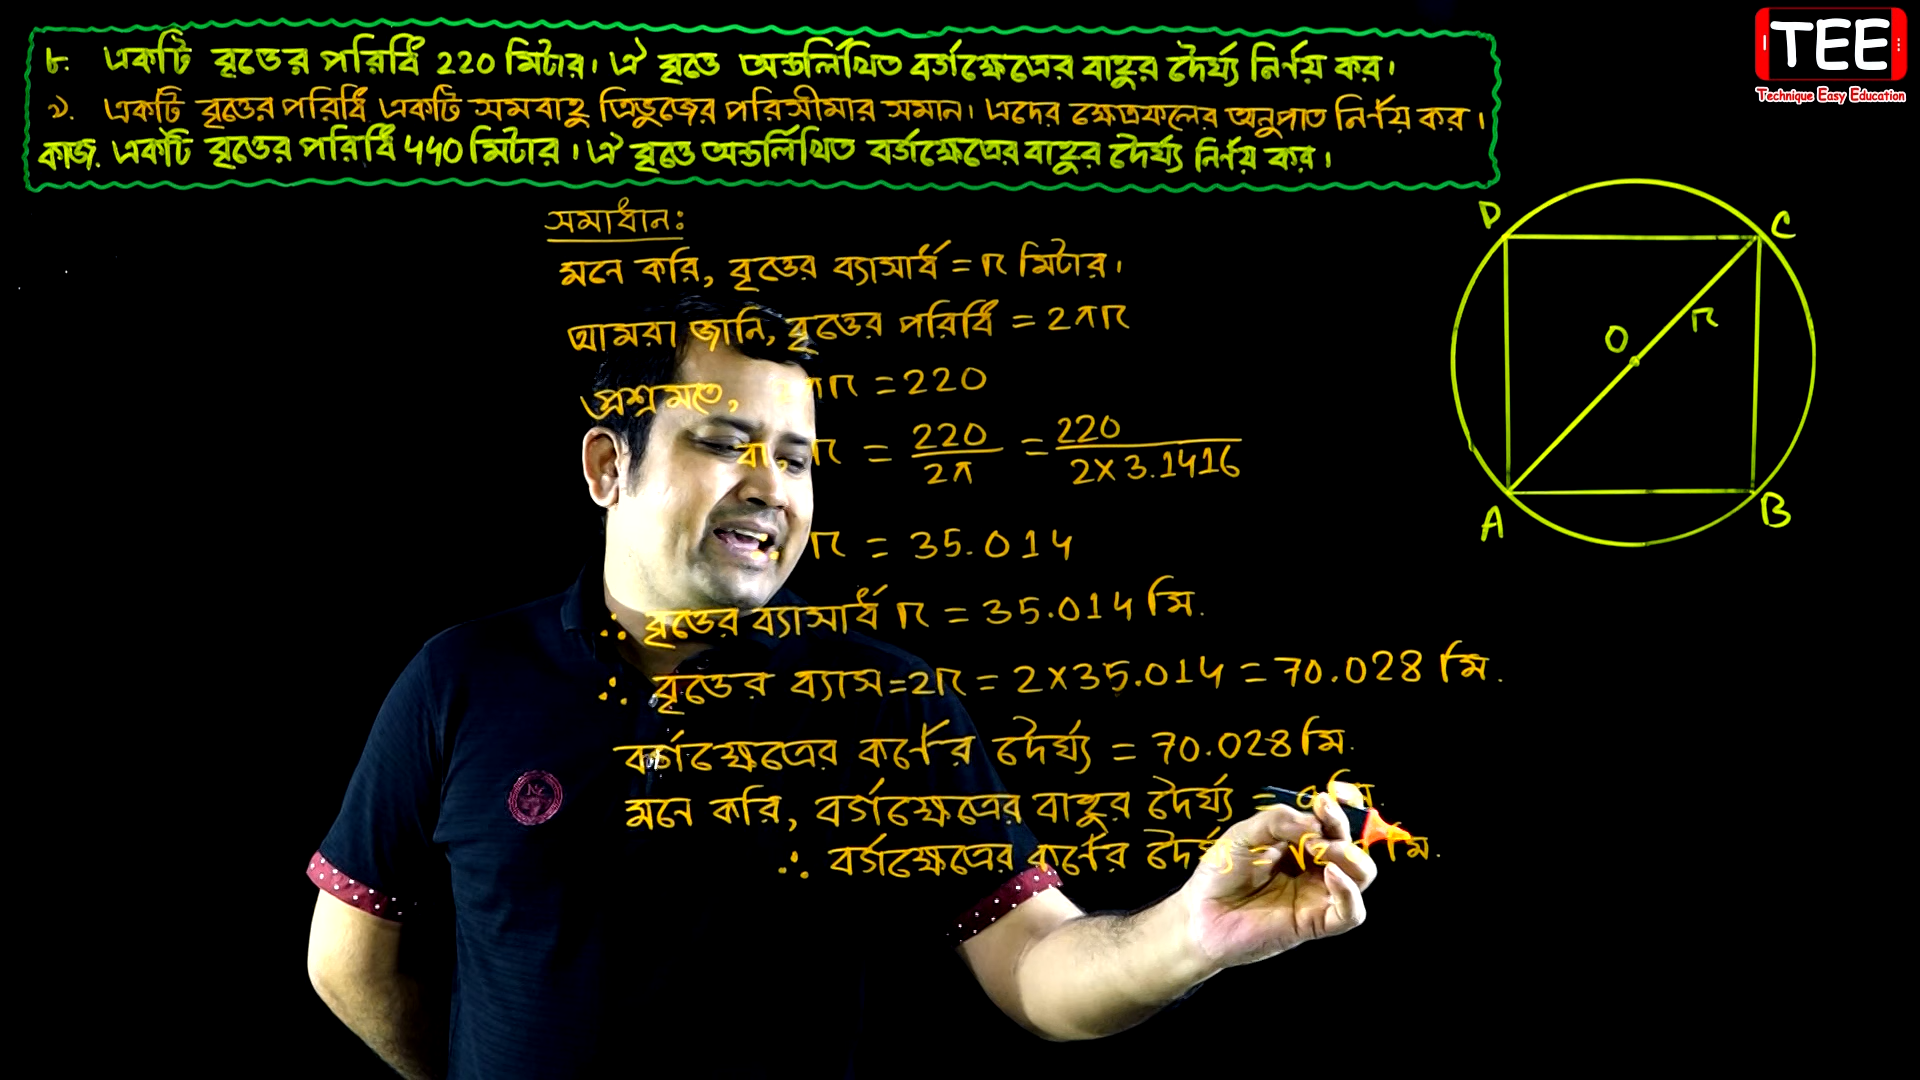 TEE
Technique Easy Education
৮. একটি বৃত্তের পরিধি 220 মিটার। ঐ বৃত্তে অন্তর্লিখিত বর্গক্ষেত্রের বাহুর দৈর্ঘ্য নির্ণয় কর।
৯. একটি বৃত্তের পরিধি একটি সমবাহু ত্রিভুজের পরিসীমার সমান। এদের ক্ষেত্রফলের অনুপাত নির্ণয় কর।
কাজ. একটি বৃত্তের পরিধি 440 মিটার। ঐ বৃত্তে অন্তর্লিখিত বর্গক্ষেত্রের বাহুর দৈর্ঘ্য নির্ণয় কর।
সমাধান:
মনে করি, বৃত্তের ব্যাসার্ধ = r মিটার।
আমরা জানি, বৃত্তের পরিধি = 2πr
প্রশ্নমতে, πr = 220
বা, r = 220/2π = 220/2×3.1416
r = 35.014
∴ বৃত্তের ব্যাসার্ধ r = 35.014 মি.
∴ বৃত্তের ব্যাস = 2r = 2×35.014 = 70.028 মি.
বর্গক্ষেত্রের কর্ণের দৈর্ঘ্য = 70.028 মি.
মনে করি, বর্গক্ষেত্রের বাহুর দৈর্ঘ্য = a মি.
∴ বর্গক্ষেত্রের কর্ণের দৈর্ঘ্য = √2 মি.
D
C
O
r
A
B